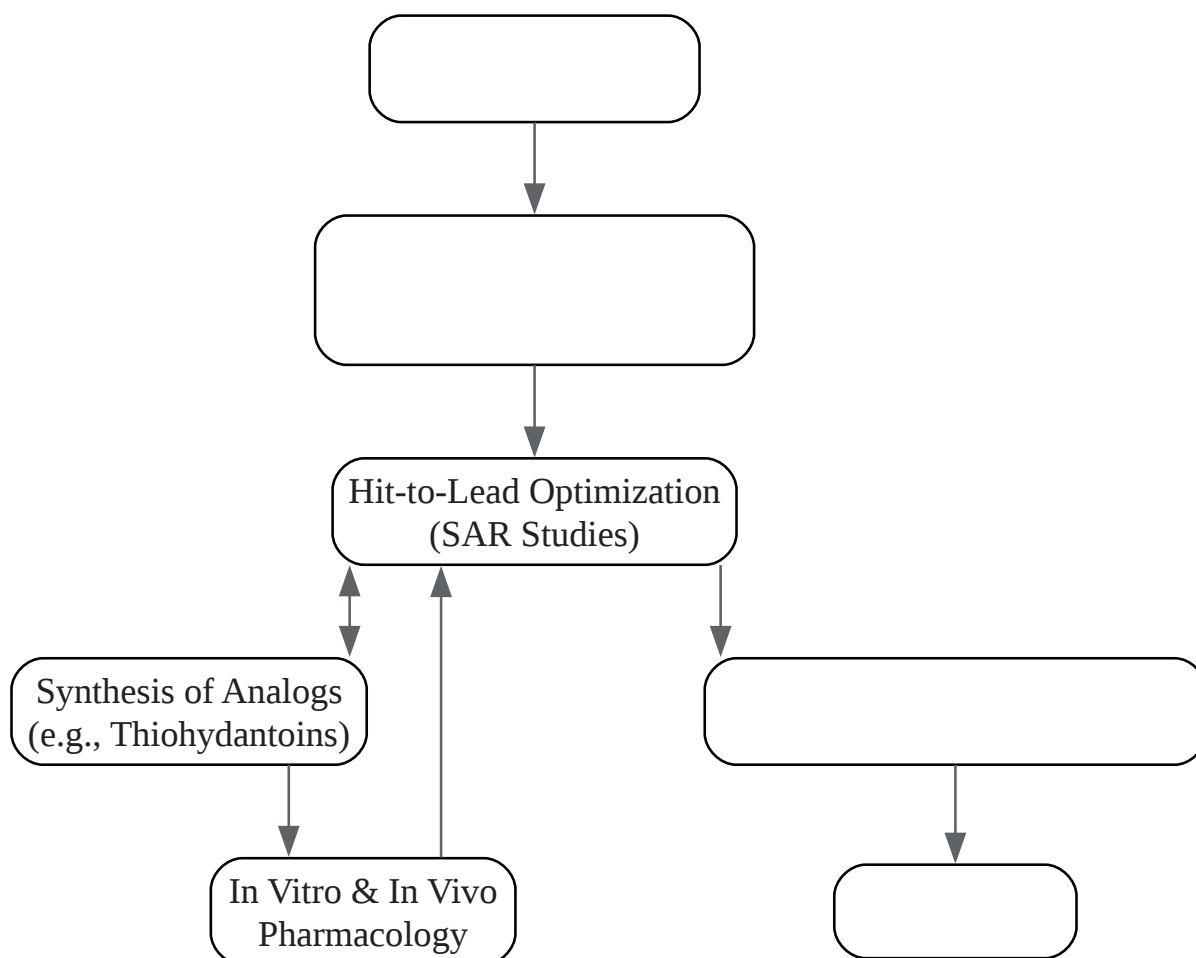 Hit-to-Lead Optimization
(SAR Studies)
Synthesis of Analogs
(e.g., Thiohydantoins)
In Vitro & In Vivo
Pharmacology